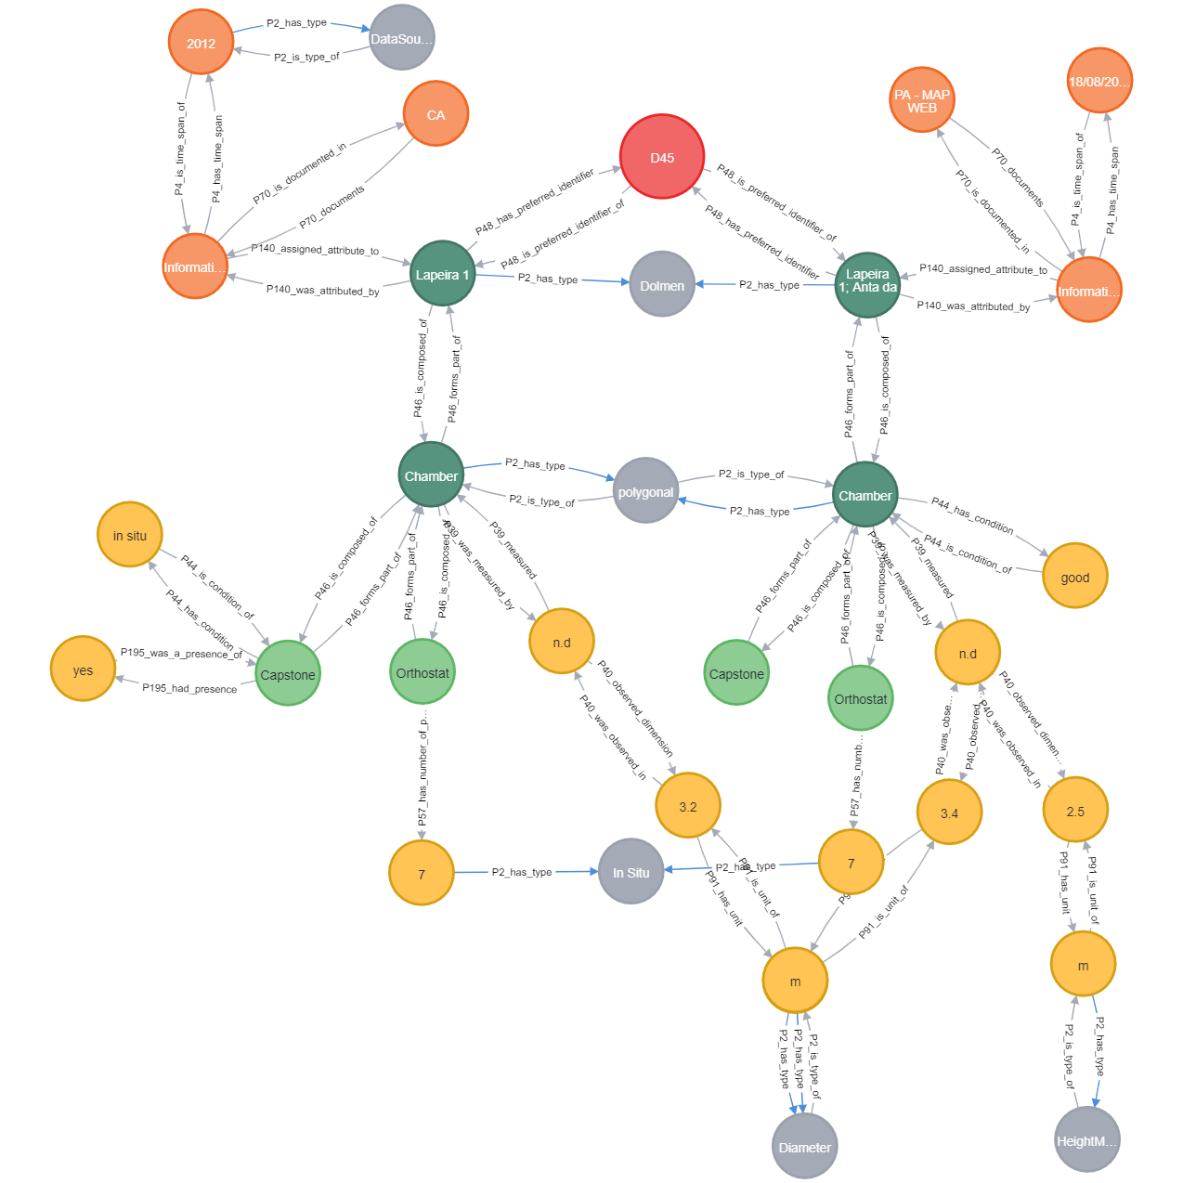 2012
P2_has_type
P2_is_type_of
DataSou...
P4_is_time_span_of
P4_has_time_span
CA
P70_is_documented_in
P70_documents
Informati...
P140_assigned_attribute_to
P140_was_attributed_by
D45
P48_has_preferred_identifier
P48_is_preferred_identifier_of
P48_is_preferred_identifier_of
P48_has_preferred_identifier
PA - MAP
WEB
18/08/20...
P70_documents
P70_is_documented_in
P4_is_time_span_of
P4_has_time_span
Lapeira 1
P2_has_type
Dolmen
P2_has_type
Lapeira
1; Anta da
P140_assigned_attribute_to
P140_was_attributed_by
Informati...
P46_is_composed_of
P46_forms_part_of
P46_forms_part_of
P46_is_composed_of
Chamber
P2_has_type
P2_is_type_of
polygonal
P2_is_type_of
P2_has_type
Chamber
P44_has_condition
P44_is_condition_of
good
in situ
P44_is_condition_of
P44_has_condition
yes
P195_was_a_presence_of
P195_had_presence
Capstone
P46_is_composed_of
P46_forms_part_of
P46_forms_part_of
P46_is_composed_
P39_was_measured_by
P39_measured
Orthostat
n.d
P46_forms_part_of
P46_is_composed_of
P46_forms_part_of
P46_is_compose
P39_was_measured_by
P39_measured
Capstone
Orthostat
n.d
P57_has_number_of_p...
P40_observed_dimension
P40_was_observed_in
P57_has_numb...
P40_was_obse...
P40_observed
P40_was_observed_in
P40_observed_dimen...
3.2
3.4
2.5
7
P2_has_type
In Situ
P2_has_type
7
P91_has_unit
P91_is_unit_of
P91_is_unit_of
P91_has_unit
P91_is_unit_of
m
m
P2_has_type
P2_has_type
P2_is_type_of
P2_is_type_of
P2_has_type
Diameter
HeightM...